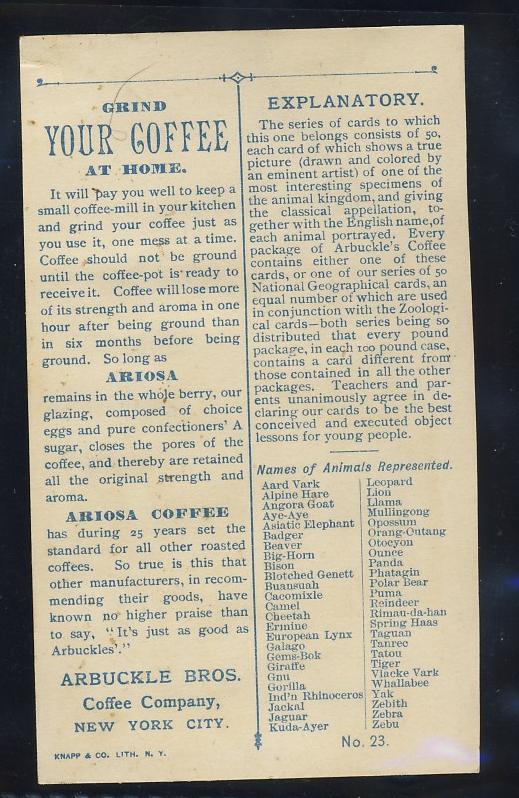 GRIND
YOUR COFFEE
AT HOME.
It will pay you well to keep a
small coffee-mill in your kitchen
and grind your coffee just as
you use it, one mess at a time.
Coffee should not be ground
until the coffee-pot is ready to
receive it. Coffee will lose more
of its strength and aroma in one
hour after being ground than
in six months before being
ground. So long as
ARIOSA
remains in the whole berry, our
glazing, composed of choice
eggs and pure confectioners' A
sugar, closes the pores of the
coffee, and thereby are retained
all the original strength and
aroma.
ARIOSA COFFEE
has during 25 years set the
standard for all other roasted
coffees. So true is this that
other manufacturers, in recom-
mending their goods, have
known no higher praise than
to say, "It's just as good as
Arbuckles'."
ARBUCKLE BROS.
Coffee Company,
NEW YORK CITY.
KNAPP & CO. LITH. N. Y.
EXPLANATORY.
The series of cards to which
this one belongs consists of 50,
each card of which shows a true
picture (drawn and colored by
an eminent artist) of one of the
most interesting specimens of
the animal kingdom, and giving
the classical appellation, to-
gether with the English name, of
each animal portrayed. Every
package of Arbuckle's Coffee
contains either one of these
cards, or one of our series of 50
National Geographical cards, an
equal number of which are used
in conjunction with the Zoologi-
cal cards—both series being so
distributed that every pound
package, in each 100 pound case,
contains a card different from
those contained in all the other
packages. Teachers and par-
ents unanimously agree in de-
claring our cards to be the best
conceived and executed object
lessons for young people.
Names of Animals Represented.
Aard Vark
Alpine Hare
Angora Goat
Aye-Aye
Asiatic Elephant
Badger
Beaver
Big-Horn
Bison
Blotched Genett
Buansuah
Cacomixle
Camel
Cheetah
Ermine
European Lynx
Galago
Gems-Bok
Giraffe
Gnu
Gorilla
Ind'n Rhinoceros
Jackal
Jaguar
Kuda-Ayer
Leopard
Lion
Llama
Mullingong
Opossum
Orang-Outang
Otocyon
Ounce
Panda
Phatagin
Polar Bear
Puma
Reindeer
Rimau-da-han
Spring Haas
Taguan
Tanrec
Tatou
Tiger
Vlacke Vark
Whallabee
Yak
Zebith
Zebra
Zebu
No. 23.